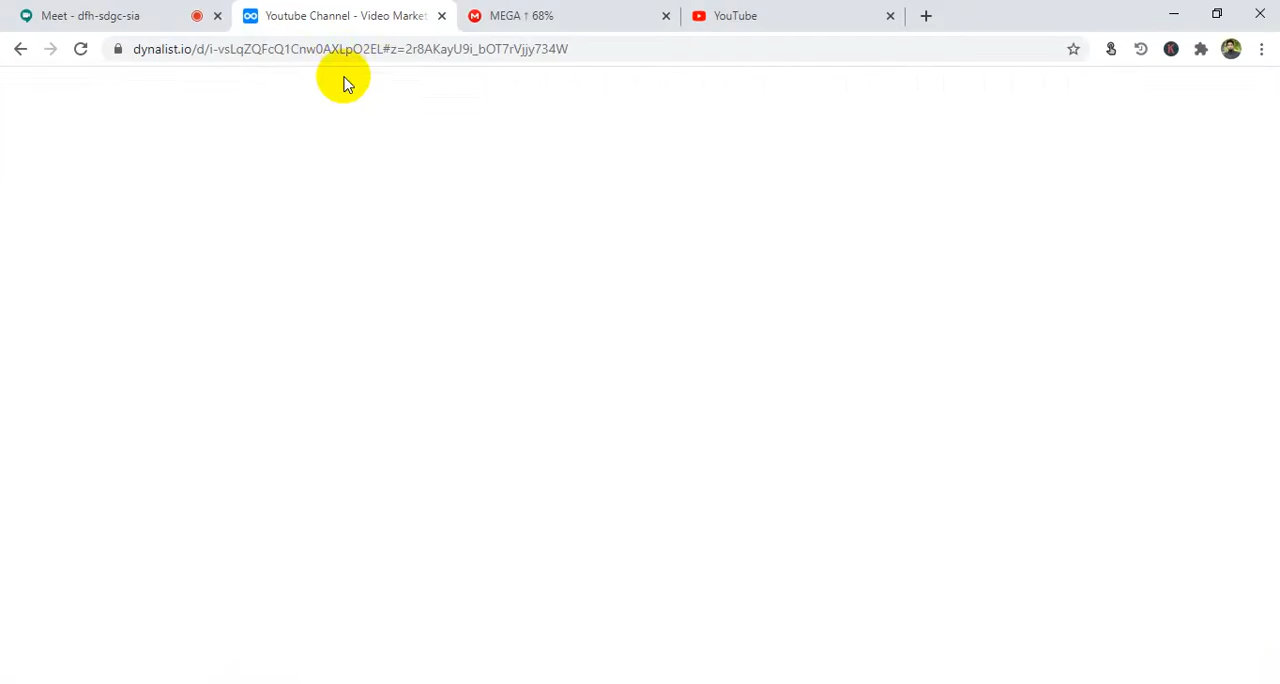 Meet - dfh-sdgc-sia
Youtube Channel - Video Market
MEGA ↑ 68%
YouTube
dynalist.io/d/i-vsLqZQFcQ1Cnw0AXLpO2EL#z=2r8AKayU9i_bOT7rVjjy734W